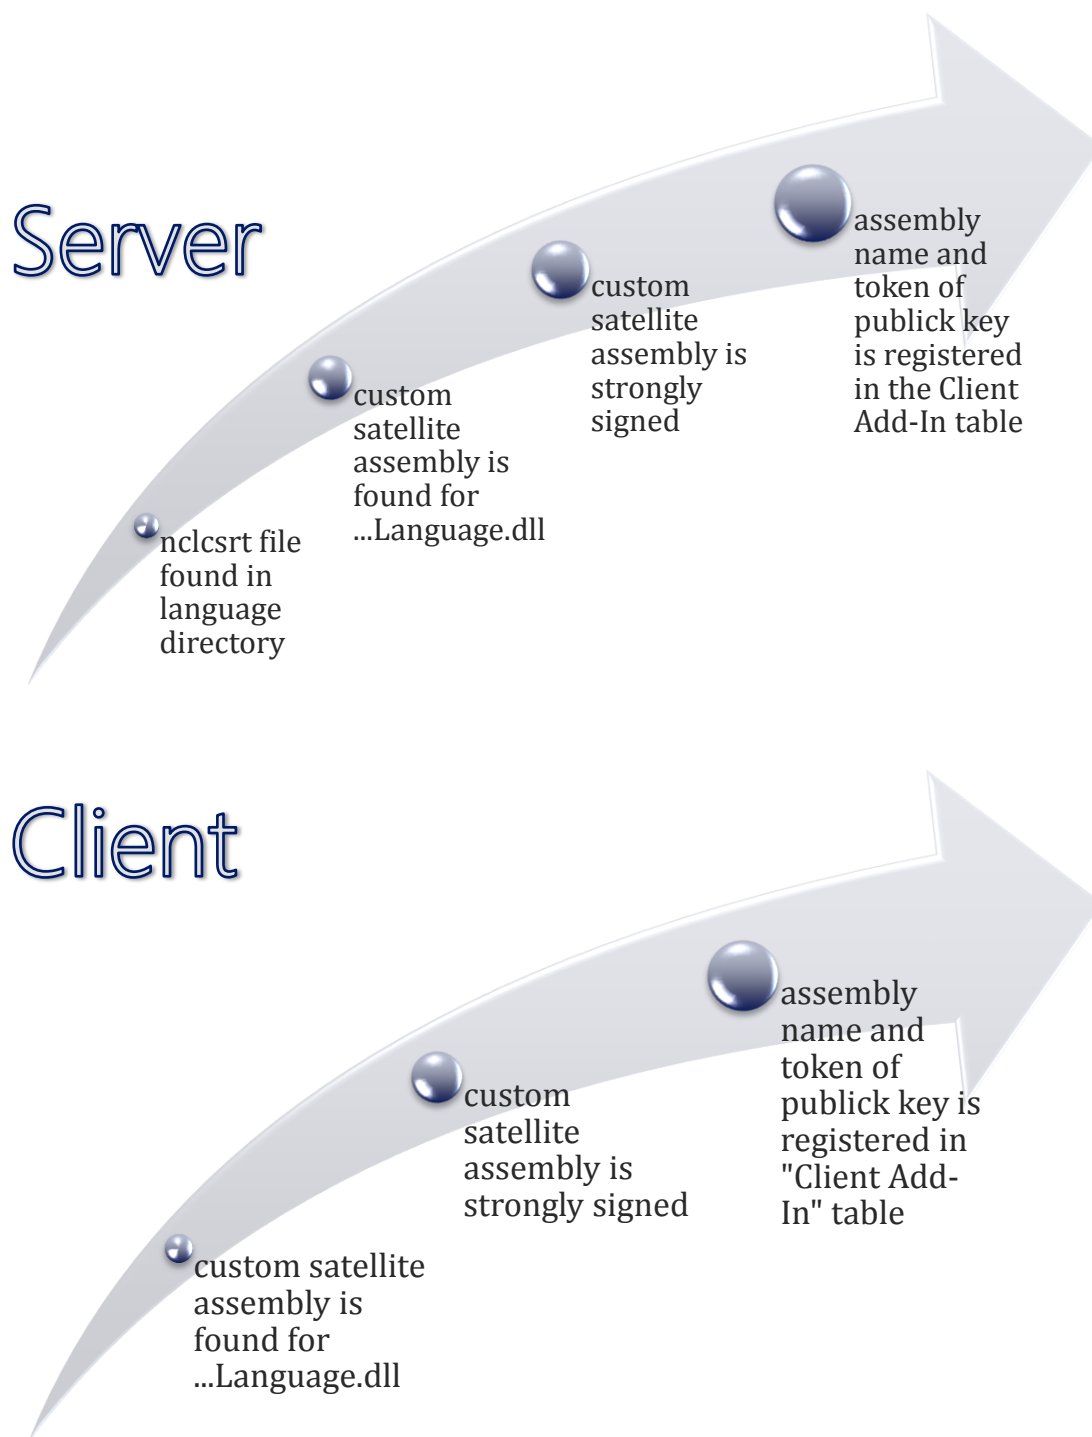 Server
nclcsrt file
found in
language
directory
custom
satellite
assembly is
found for
...Language.dll
custom
satellite
assembly is
strongly
signed
assembly
name and
token of
publick key
is registered
in the Client
Add-In table
Client
custom satellite
assembly is
found for
...Language.dll
custom
satellite
assembly is
strongly signed
assembly
name and
token of
publick key is
registered in
"Client Add-
In" table